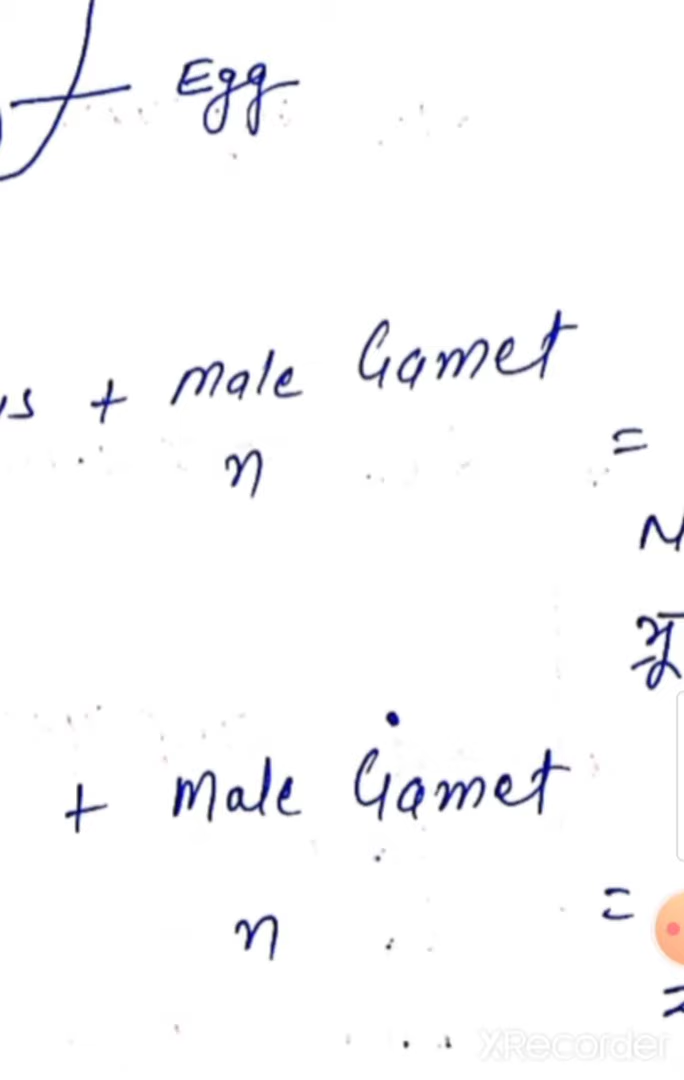 Egg
+ Male Gamet
n
=
+ Male Gamet
n
=
=
XRecorder